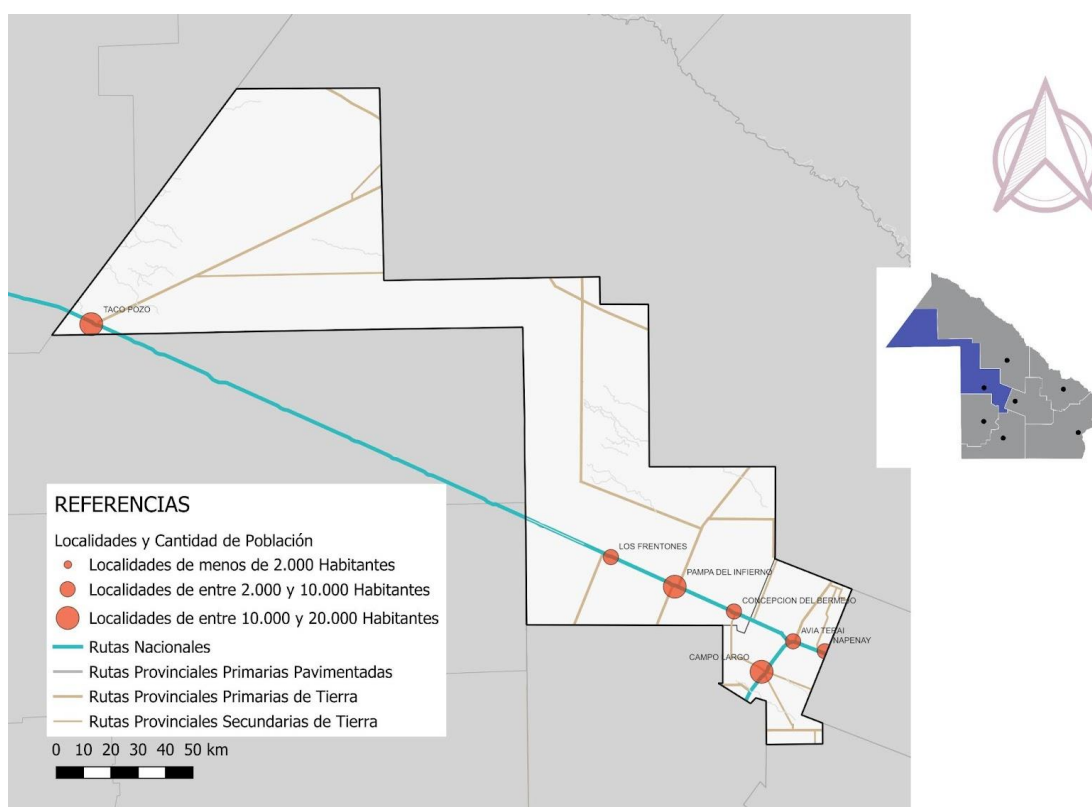 TACO POZO
LOS FRENTONES
PAMPA DEL INFIERNO
CONCEPCION DEL BERMEJO
AVIA TERAI
NAPENAY
CAMPO LARGO
REFERENCIAS
Localidades y Cantidad de Población
Localidades de menos de 2.000 Habitantes
Localidades de entre 2.000 y 10.000 Habitantes
Localidades de entre 10.000 y 20.000 Habitantes
Rutas Nacionales
Rutas Provinciales Primarias Pavimentadas
Rutas Provinciales Primarias de Tierra
Rutas Provinciales Secundarias de Tierra
0 10 20 30 40 50 km